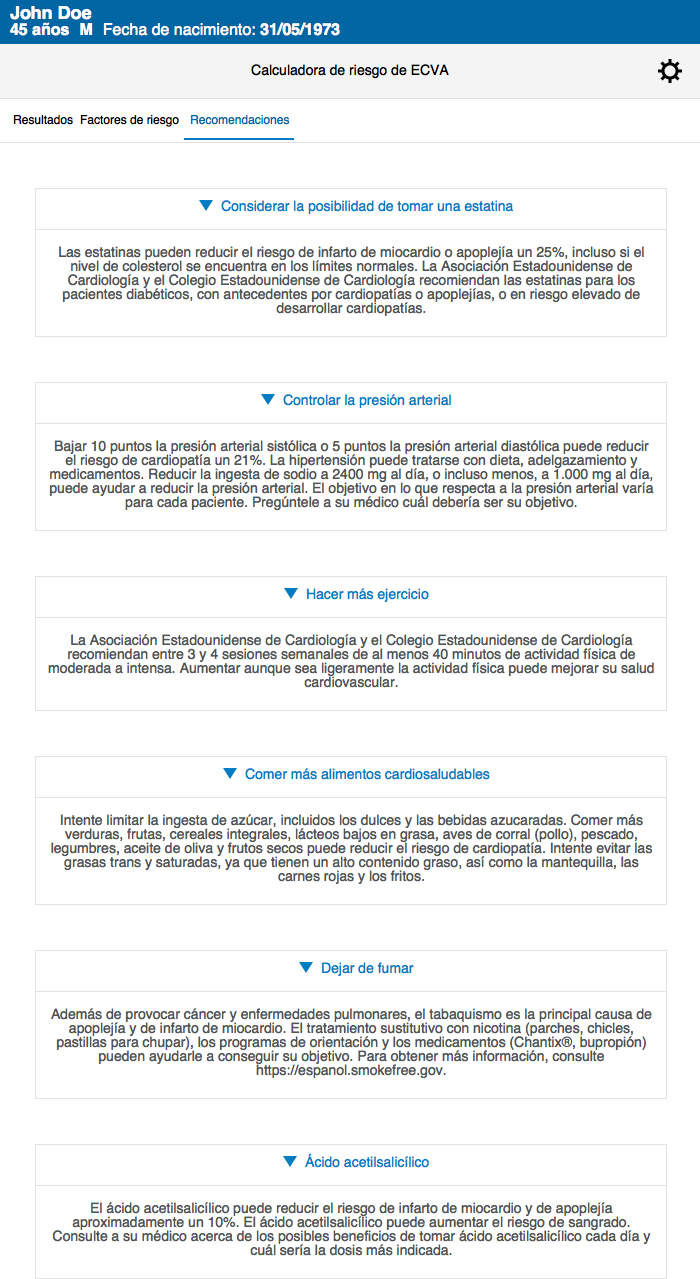 John Doe
45 años M Fecha de nacimiento: 31/05/1973
Calculadora de riesgo de ECVA
Resultados Factores de riesgo Recomendaciones
Considerar la posibilidad de tomar una estatina
Las estatinas pueden reducir el riesgo de infarto de miocardio o apoplejía un 25%, incluso si el
nivel de colesterol se encuentra en los límites normales. La Asociación Estadounidense de
Cardiología y el Colegio Estadounidense de Cardiología recomiendan las estatinas para los
pacientes diabéticos, con antecedentes por cardiopatías o apoplejías, o en riesgo elevado de
desarrollar cardiopatías.
Controlar la presión arterial
Bajar 10 puntos la presión arterial sistólica o 5 puntos la presión arterial diastólica puede reducir
el riesgo de cardiopatía un 21%. La hipertensión puede tratarse con dieta, adelgazamiento y
medicamentos. Reducir la ingesta de sodio a 2400 mg al día, o incluso menos, a 1.000 mg al día,
puede ayudar a reducir la presión arterial. El objetivo en lo que respecta a la presión arterial varía
para cada paciente. Pregúntele a su médico cuál debería ser su objetivo.
Hacer más ejercicio
La Asociación Estadounidense de Cardiología y el Colegio Estadounidense de Cardiología
recomiendan entre 3 y 4 sesiones semanales de al menos 40 minutos de actividad física de
moderada a intensa. Aumentar aunque sea ligeramente la actividad física puede mejorar su salud
cardiovascular.
Comer más alimentos cardiosaludables
Intente limitar la ingesta de azúcar, incluidos los dulces y las bebidas azucaradas. Comer más
verduras, frutas, cereales integrales, lácteos bajos en grasa, aves de corral (pollo), pescado,
legumbres, aceite de oliva y frutos secos puede reducir el riesgo de cardiopatía. Intente evitar las
grasas trans y saturadas, ya que tienen un alto contenido graso, así como la mantequilla, las
carnes rojas y los fritos.
Dejar de fumar
Además de provocar cáncer y enfermedades pulmonares, el tabaquismo es la principal causa de
apoplejía y de infarto de miocardio. El tratamiento sustitutivo con nicotina (parches, chicles,
pastillas para chupar), los programas de orientación y los medicamentos (Chantix®, bupropión)
pueden ayudarle a conseguir su objetivo. Para obtener más información, consulte
https://espanol.smokefree.gov.
Ácido acetilsalicílico
El ácido acetilsalicílico puede reducir el riesgo de infarto de miocardio y de apoplejía
aproximadamente un 10%. El ácido acetilsalicílico puede aumentar el riesgo de sangrado.
Consulte a su médico acerca de los posibles beneficios de tomar ácido acetilsalicílico cada día y
cuál sería la dosis más indicada.